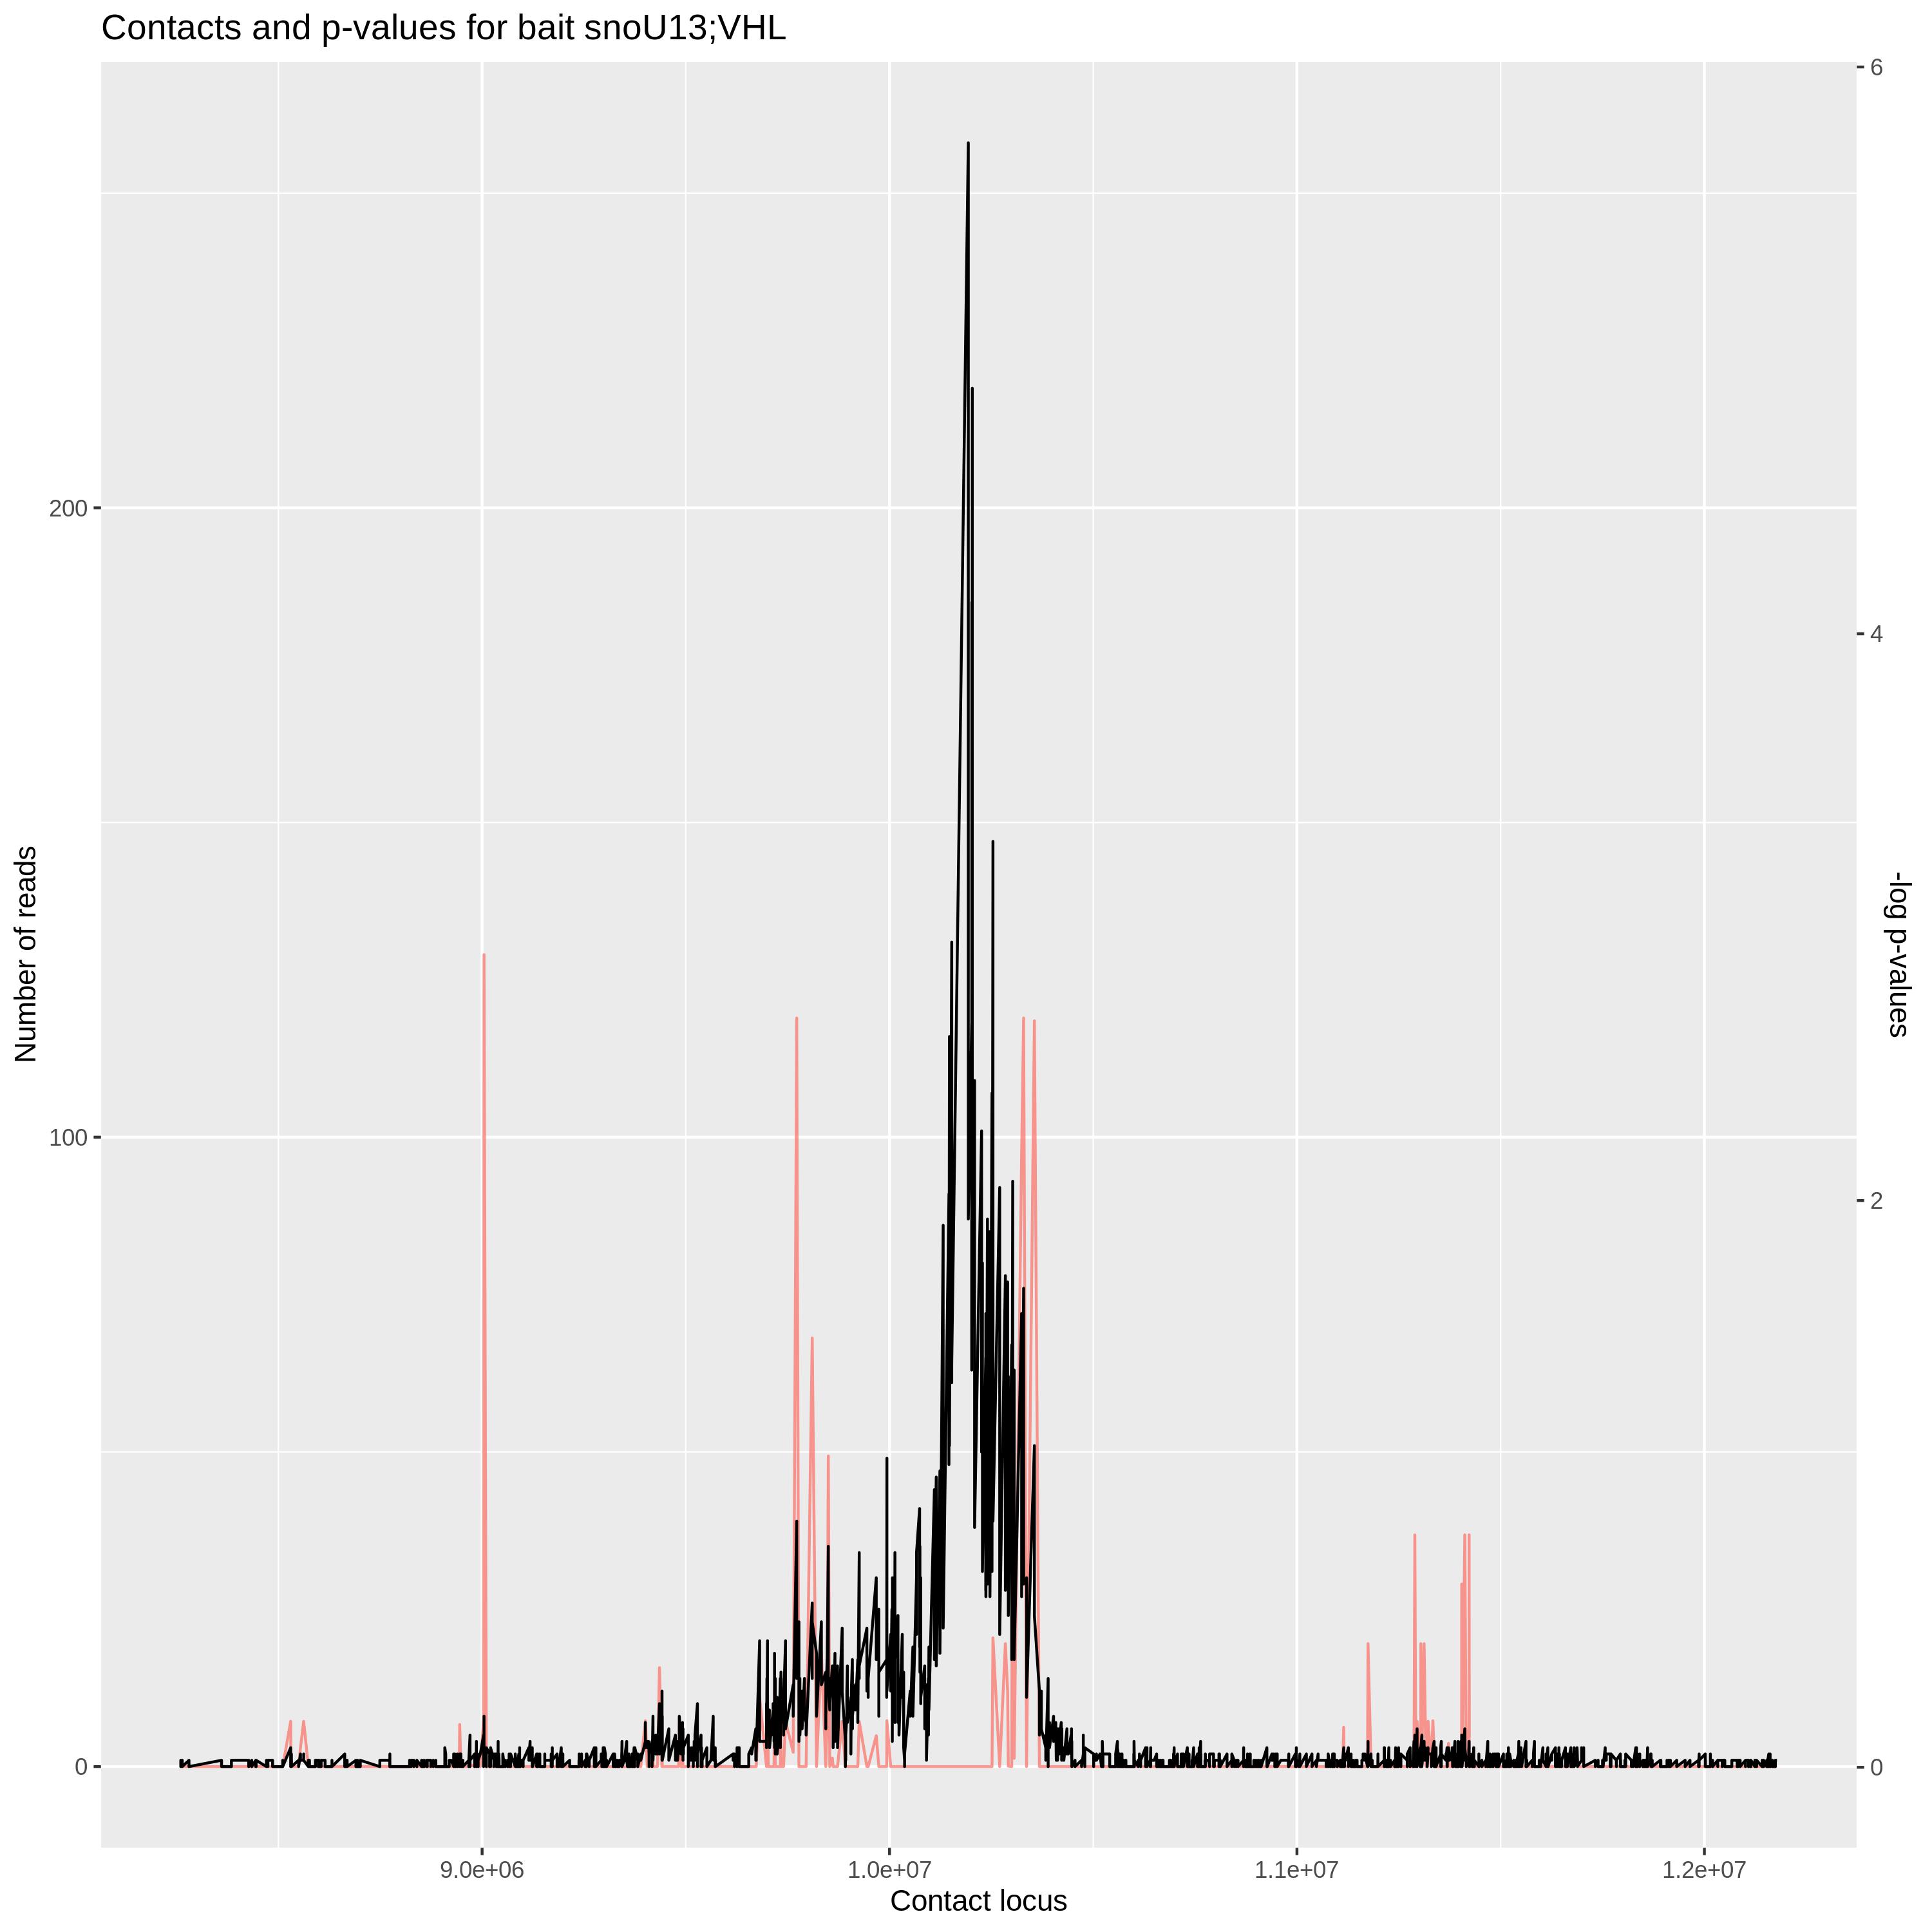 Contacts and p-values for bait snoU13;VHL
6
200
4
Number of reads
-log p-values
2
100
0
0
9.0e+06
1.0e+07
1.1e+07
1.2e+07
Contact locus